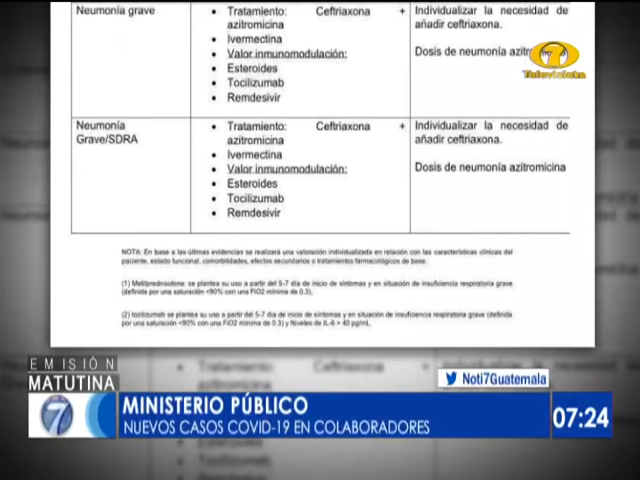 Neumonía grave
• Tratamiento: Ceftriaxona +
azitromicina
• Ivermectina
• Valor inmunomodulación:
• Esteroides
• Tocilizumab
• Remdesivir
Individualizar la necesidad de
añadir ceftriaxona.
Dosis de neumonía
7
Televisiete
Neumonía
Grave/SDRA
• Tratamiento: Ceftriaxona +
azitromicina
• Ivermectina
• Valor inmunomodulación:
• Esteroides
• Tocilizumab
• Remdesivir
Individualizar la necesidad de
añadir ceftriaxona.
Dosis de neumonía azitromicina
NOTA: En base a las últimas evidencias se realizará una valoración individualizada en relación con las características clínicas del
paciente, estado funcional, comorbilidades, efectos secundarios o tratamientos farmacológicos de base.
(1) Metilprednisolona: se plantea su uso a partir del 5-7 día de inicio de síntomas y en situación de insuficiencia respiratoria grave
(definida por una saturación <90% con una FiO2 mínima de 0.3).
(2) tozilizumab se plantea su uso a partir del 5-7 día de inicio de síntomas y en situación de insuficiencia respiratoria grave (definida
por una saturación <90% con una FiO2 mínima de 0.3) y Niveles de IL-6 > 40 pg/mL.
EMISIÓN
MATUTINA
Noti7Guatemala
7
MINISTERIO PÚBLICO
NUEVOS CASOS COVID-19 EN COLABORADORES
07:24